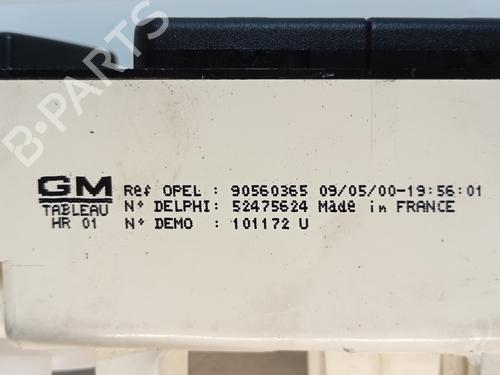 B-PARTS
GM
TABLEAU
HR 01
Ref OPEL : 90560365 09/05/00-19:56:01
N° DELPHI: 52475624 Made in FRANCE
N° DEMO : 101172 U